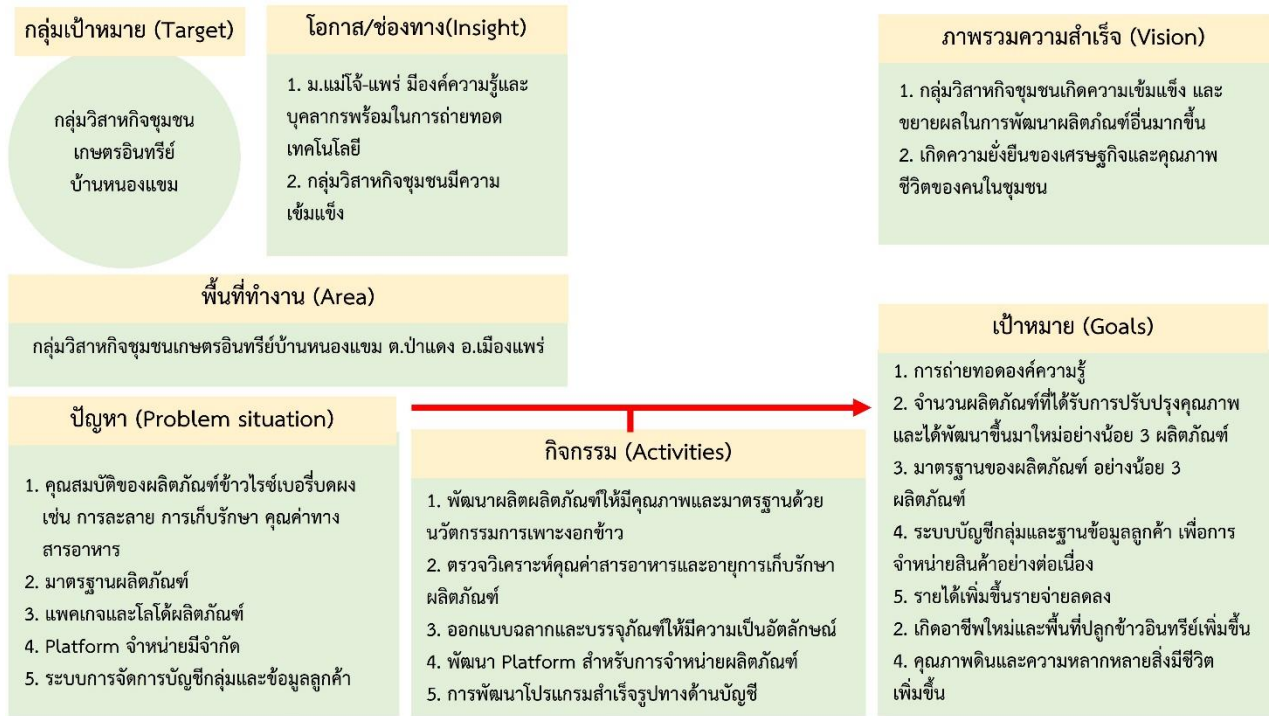 กลุ่มเป้าหมาย (Target)
กลุ่มวิสาหกิจชุมชน
เกษตรอินทรีย์
บ้านหนองแขม
โอกาส/ช่องทาง(Insight)
1. ม.แม่โจ้-แพร่ มีองค์ความรู้และ
บุคลากรพร้อมในการถ่ายทอด
เทคโนโลยี
2. กลุ่มวิสาหกิจชุมชนมีความ
เข้มแข็ง
ภาพรวมความสำเร็จ (Vision)
1. กลุ่มวิสาหกิจชุมชนเกิดความเข้มแข็ง และ
ขยายผลในการพัฒนาผลิตภํณฑ์อื่นมากขึ้น
2. เกิดความยั่งยืนของเศรษฐกิจและคุณภาพ
ชีวิตของคนในชุมชน
พื้นที่ทำงาน (Area)
กลุ่มวิสาหกิจชุมชนเกษตรอินทรีย์บ้านหนองแขม ต.ป่าแดง อ.เมืองแพร่
ปัญหา (Problem situation)
1. คุณสมบัติของผลิตภัณฑ์ข้าวไรซ์เบอรี่บดผง
เช่น การละลาย การเก็บรักษา คุณค่าทาง
สารอาหาร
2. มาตรฐานผลิตภัณฑ์
3. แพคเกจและโลโด้ผลิตภัณฑ์
4. Platform จำหน่ายมีจำกัด
5. ระบบการจัดการบัญชีกลุ่มและข้อมูลลูกค้า
กิจกรรม (Activities)
1. พัฒนาผลิตผลิตภัณฑ์ให้มีคุณภาพและมาตรฐานด้วย
นวัตกรรมการเพาะงอกข้าว
2. ตรวจวิเคราะห์คุณค่าสารอาหารและอายุการเก็บรักษา
ผลิตภัณฑ์
3. ออกแบบฉลากและบรรจุภัณฑ์ให้มีความเป็นอัตลักษณ์
4. พัฒนา Platform สำหรับการจำหน่ายผลิตภัณฑ์
5. การพัฒนาโปรแกรมสำเร็จรูปทางด้านบัญชี
เป้าหมาย (Goals)
1. การถ่ายทอดองค์ความรู้
2. จำนวนผลิตภัณฑ์ที่ได้รับการปรับปรุงคุณภาพ
และได้พัฒนาขึ้นมาใหม่อย่างน้อย 3 ผลิตภัณฑ์
3. มาตรฐานของผลิตภัณฑ์ อย่างน้อย 3
ผลิตภัณฑ์
4. ระบบบัญชีกลุ่มและฐานข้อมูลลูกค้า เพื่อการ
จำหน่ายสินค้าอย่างต่อเนื่อง
5. รายได้เพิ่มขึ้นรายจ่ายลดลง
2. เกิดอาชีพใหม่และพื้นที่ปลูกข้าวอินทรีย์เพิ่มขึ้น
4. คุณภาพดินและความหลากหลายสิ่งมีชีวิต
เพิ่มขึ้น